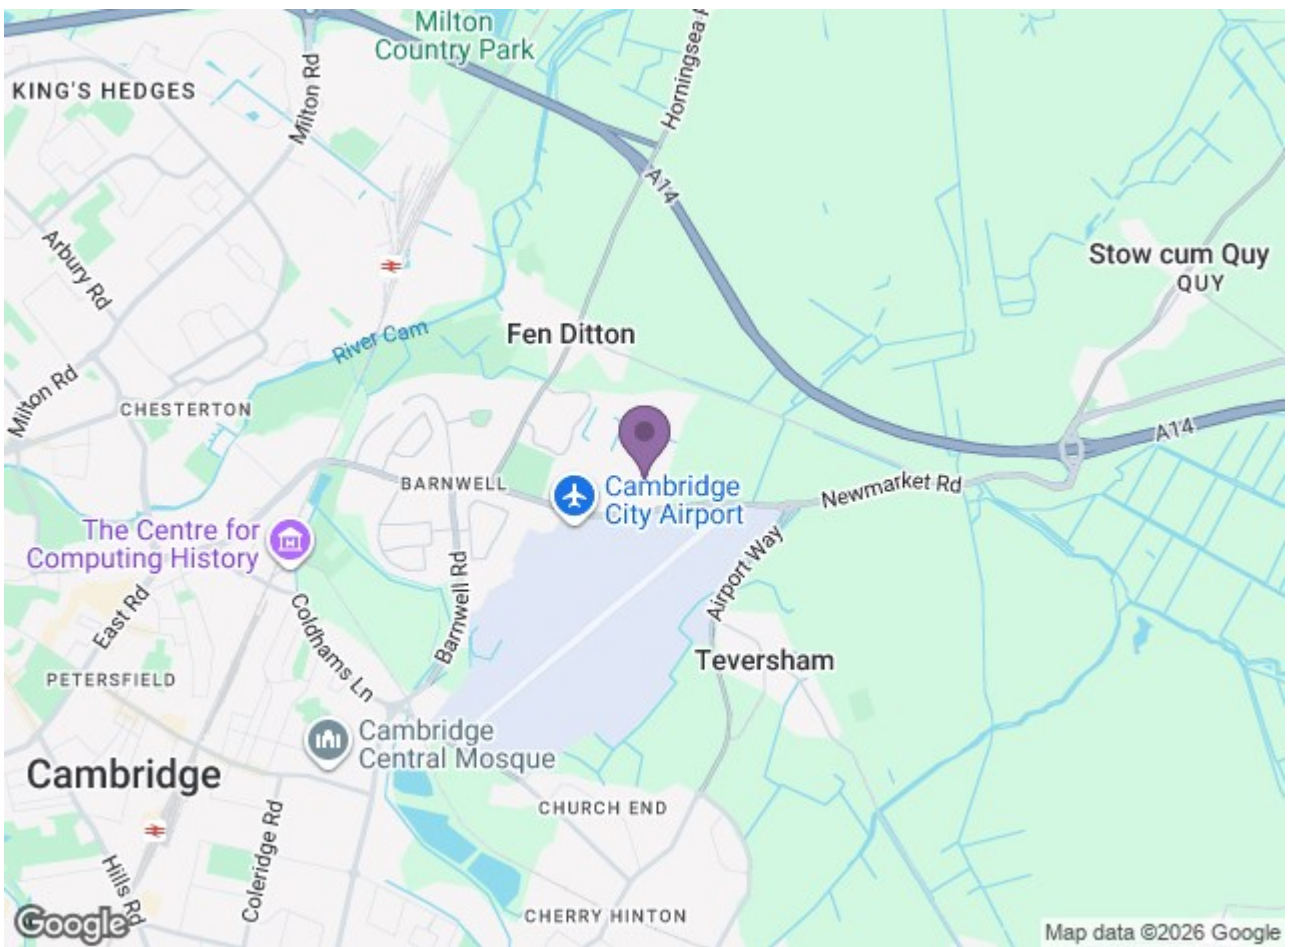 Milton
Country Park
KING'S HEDGES
Milton Rd
Horningsea
A14
Arbury Rd
Stow cum Quy
QUY
River Cam
Fen Ditton
Milton Rd
CHESTERTON
A14
BARNWELL
Cambridge
City Airport
Newmarket Rd
The Centre for
Computing History
Airport Way
Barnwell Rd
East Rd
Coldhams Ln
Teversham
PETERSFIELD
Cambridge
Central Mosque
Cambridge
CHURCH END
Coleridge Rd
Hills Rd
CHERRY HINTON
Google
Map data ©2026 Google